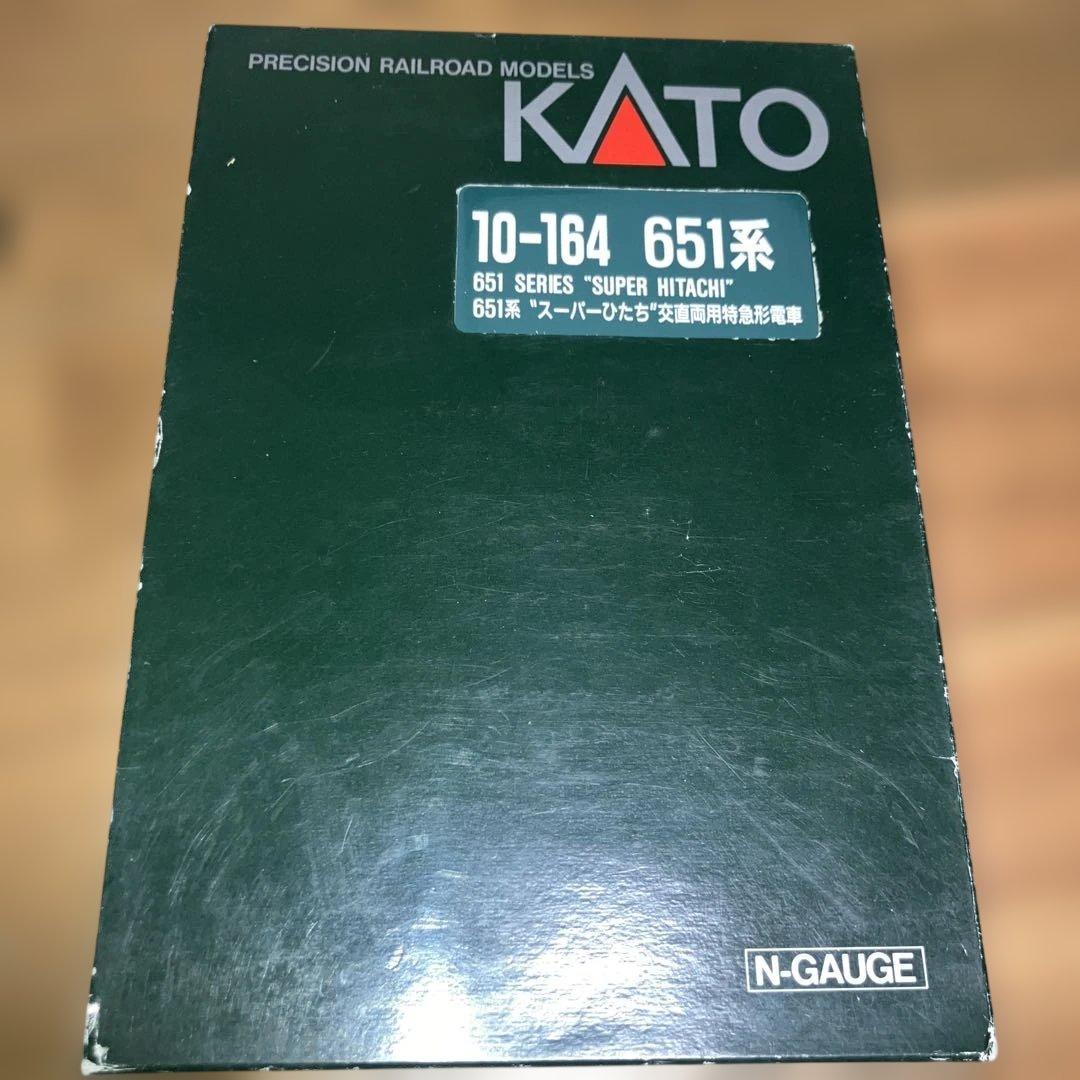 PRECISION RAILROAD MODELS
KATO
10-164 651系
651 SERIES "SUPER HITACHI"
651系 "スーパーひたち"交直両用特急形電車
N-GAUGE